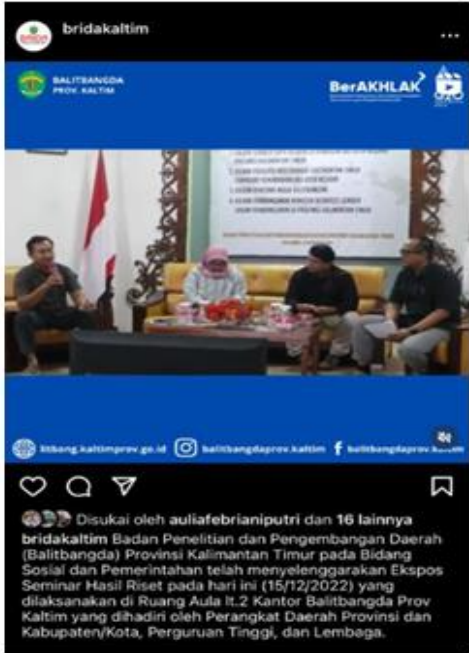 bridakaltim
BRIDA
BALITBANGDA
PROV. KALTIM
BerAKHLAK
litbang.kaltimprov.go.id balitbangdaprov.kaltim balitbangdaprov.kaltim
Disukai oleh auliafebrianiputri dan 16 lainnya
bridakaltim Badan Penelitian dan Pengembangan Daerah
(Balitbangda) Provinsi Kalimantan Timur pada Bidang
Sosial dan Pemerintahan telah menyelenggarakan Ekspos
Seminar Hasil Riset pada hari ini (15/12/2022) yang
dilaksanakan di Ruang Aula lt.2 Kantor Balitbangda Prov
Kaltim yang dihadiri oleh Perangkat Daerah Provinsi dan
Kabupaten/Kota, Perguruan Tinggi, dan Lembaga.